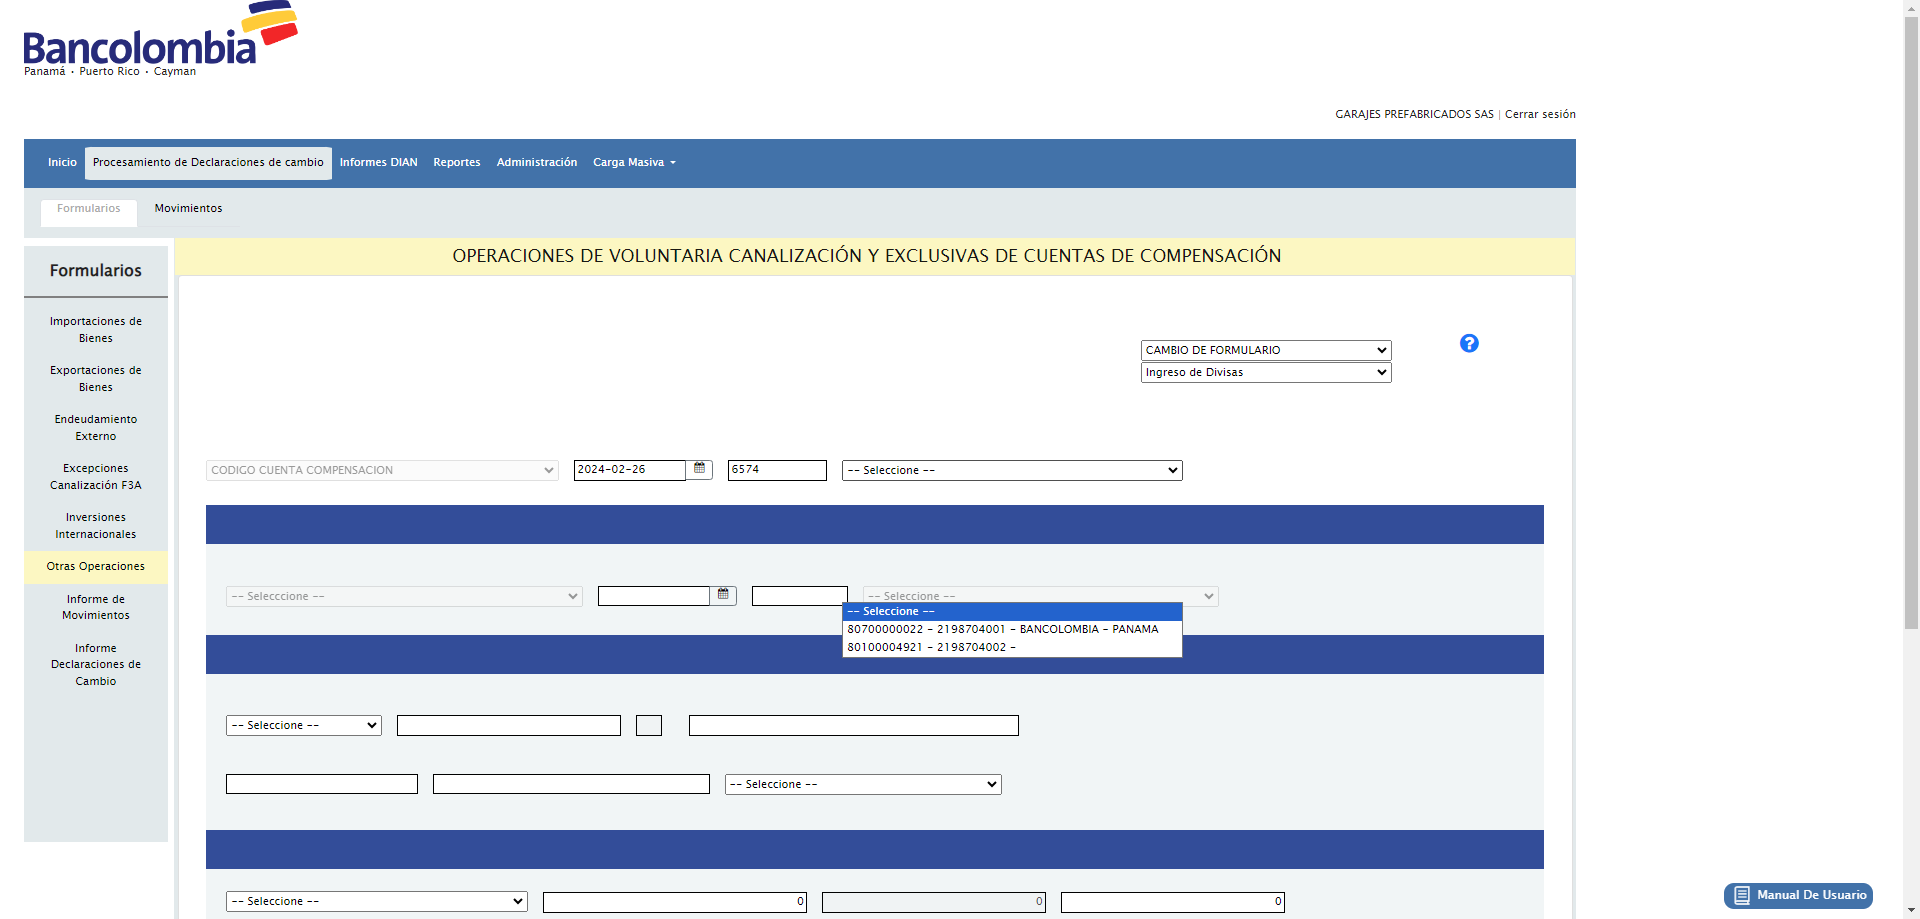 Bancolombia
Panamá · Puerto Rico · Cayman
GARAJES PREFABRICADOS SAS | Cerrar sesión
Inicio Procesamiento de Declaraciones de cambio Informes DIAN Reportes Administración Carga Masiva
Formularios Movimientos
OPERACIONES DE VOLUNTARIA CANALIZACIÓN Y EXCLUSIVAS DE CUENTAS DE COMPENSACIÓN
Formularios
Importaciones de
Bienes
Exportaciones de
Bienes
Endeudamiento
Externo
Excepciones
Canalización F3A
Inversiones
Internacionales
Otras Operaciones
Informe de
Movimientos
Informe
Declaraciones de
Cambio
CAMBIO DE FORMULARIO
Ingreso de Divisas
?
CODIGO CUENTA COMPENSACION 2024-02-26 6574 -- Seleccione --
-- Selecccione -- -- Seleccione --
-- Seleccione --
80700000022 - 2198704001 - BANCOLOMBIA - PANAMA
80100004921 - 2198704002 -
-- Seleccione --
-- Seleccione --
-- Seleccione -- 0 0 0
Manual De Usuario